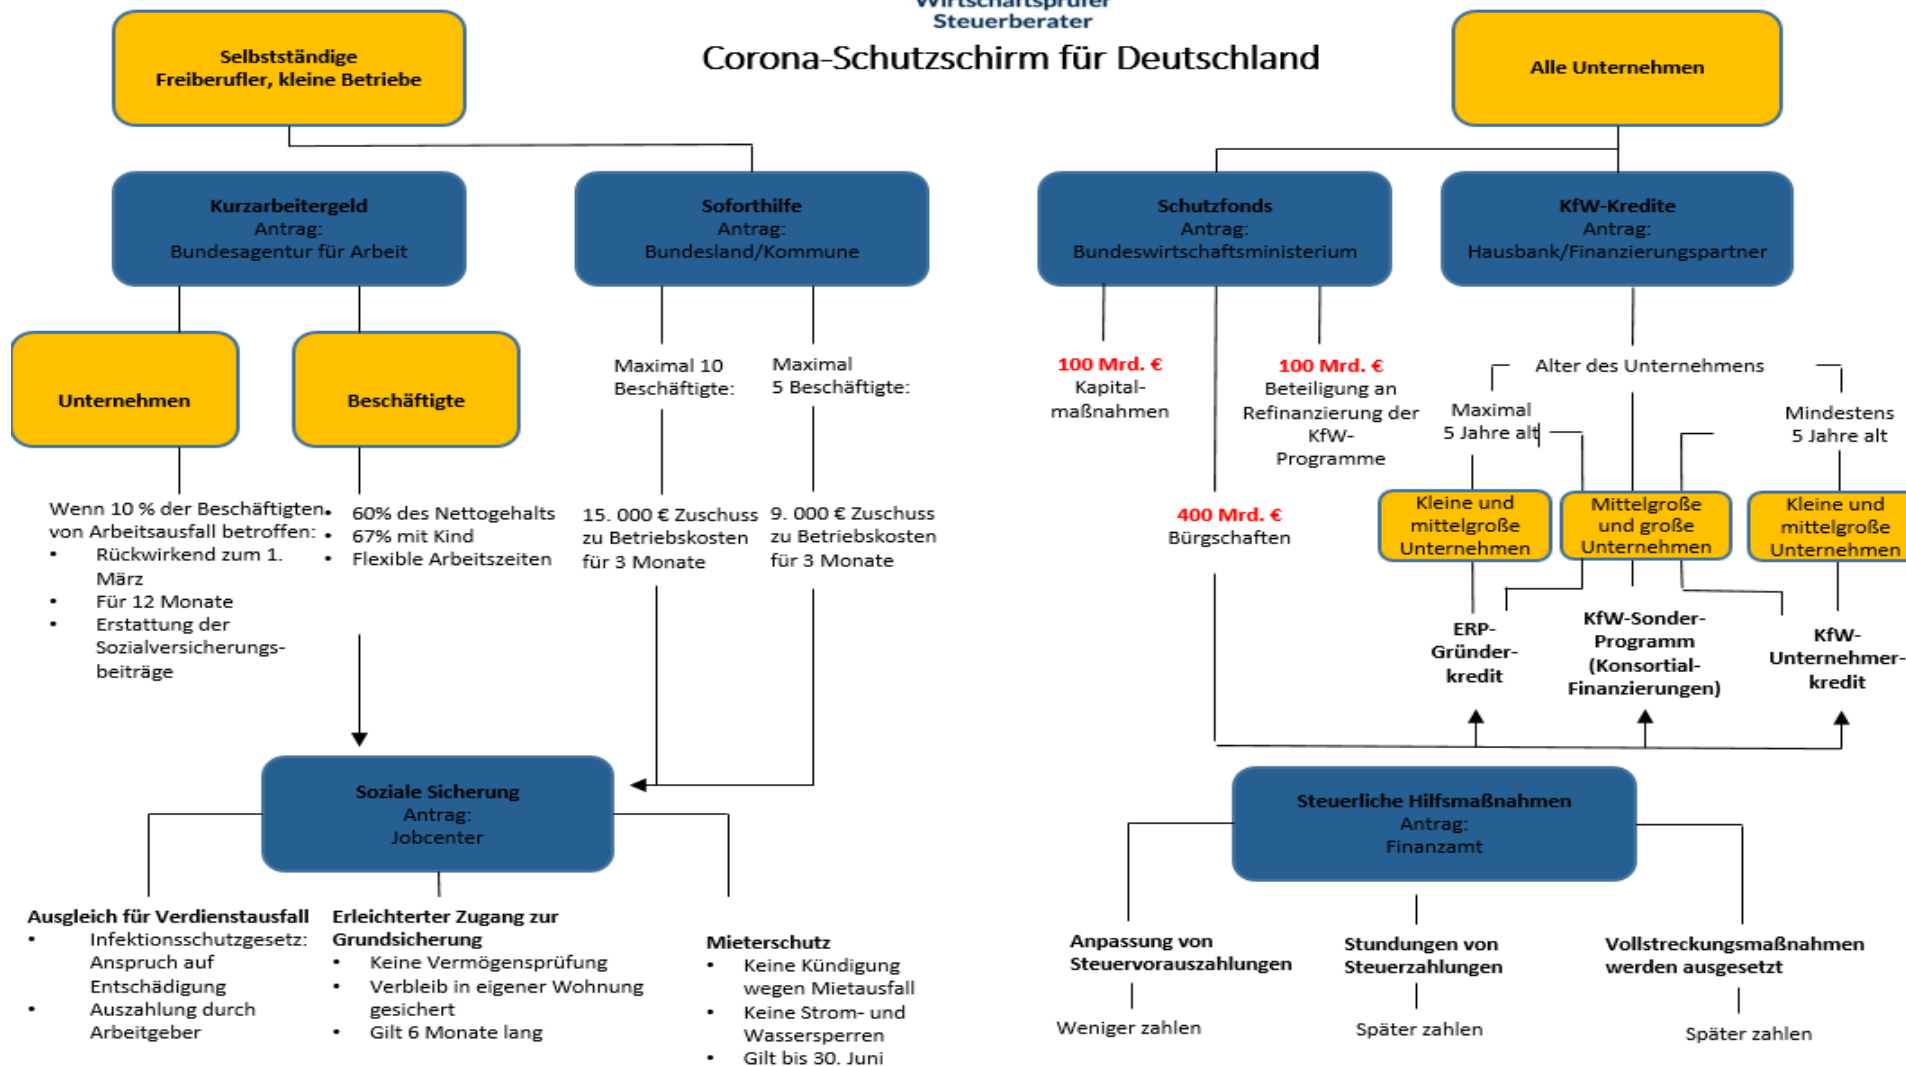 Wirtschaftsprüfer
Steuerberater
Corona-Schutzschirm für Deutschland
Selbstständige
Freiberufler, kleine Betriebe
Alle Unternehmen
Kurzarbeitergeld
Antrag:
Bundesagentur für Arbeit
Soforthilfe
Antrag:
Bundesland/Kommune
Schutzfonds
Antrag:
Bundeswirtschaftsministerium
KfW-Kredite
Antrag:
Hausbank/Finanzierungspartner
Unternehmen
Beschäftigte
Maximal 10
Beschäftigte:
Maximal
5 Beschäftigte:
100 Mrd. €
Kapital-
maßnahmen
100 Mrd. €
Beteiligung an
Refinanzierung der
KfW-
Programme
Alter des Unternehmens
Maximal
5 Jahre alt
Mindestens
5 Jahre alt
Wenn 10 % der Beschäftigten
von Arbeitsausfall betroffen:
• Rückwirkend zum 1.
März
• Für 12 Monate
• Erstattung der
Sozialversicherungs-
beiträge
• 60% des Nettogehalts
• 67% mit Kind
• Flexible Arbeitszeiten
15. 000 € Zuschuss
zu Betriebskosten
für 3 Monate
9. 000 € Zuschuss
zu Betriebskosten
für 3 Monate
400 Mrd. €
Bürgschaften
Kleine und
mittelgroße
Unternehmen
Mittelgroße
und große
Unternehmen
Kleine und
mittelgroße
Unternehmen
ERP-
Gründer-
kredit
KfW-Sonder-
Programm
(Konsortial-
Finanzierungen)
KfW-
Unternehmer-
kredit
Soziale Sicherung
Antrag:
Jobcenter
Steuerliche Hilfsmaßnahmen
Antrag:
Finanzamt
Ausgleich für Verdienstausfall
• Infektionsschutzgesetz:
Anspruch auf
Entschädigung
• Auszahlung durch
Arbeitgeber
Erleichterter Zugang zur
Grundsicherung
• Keine Vermögensprüfung
• Verbleib in eigener Wohnung
gesichert
• Gilt 6 Monate lang
Mieterschutz
• Keine Kündigung
wegen Mietausfall
• Keine Strom- und
Wassersperren
• Gilt bis 30. Juni
Anpassung von
Steuervorauszahlungen
Weniger zahlen
Stundungen von
Steuerzahlungen
Später zahlen
Vollstreckungsmaßnahmen
werden ausgesetzt
Später zahlen